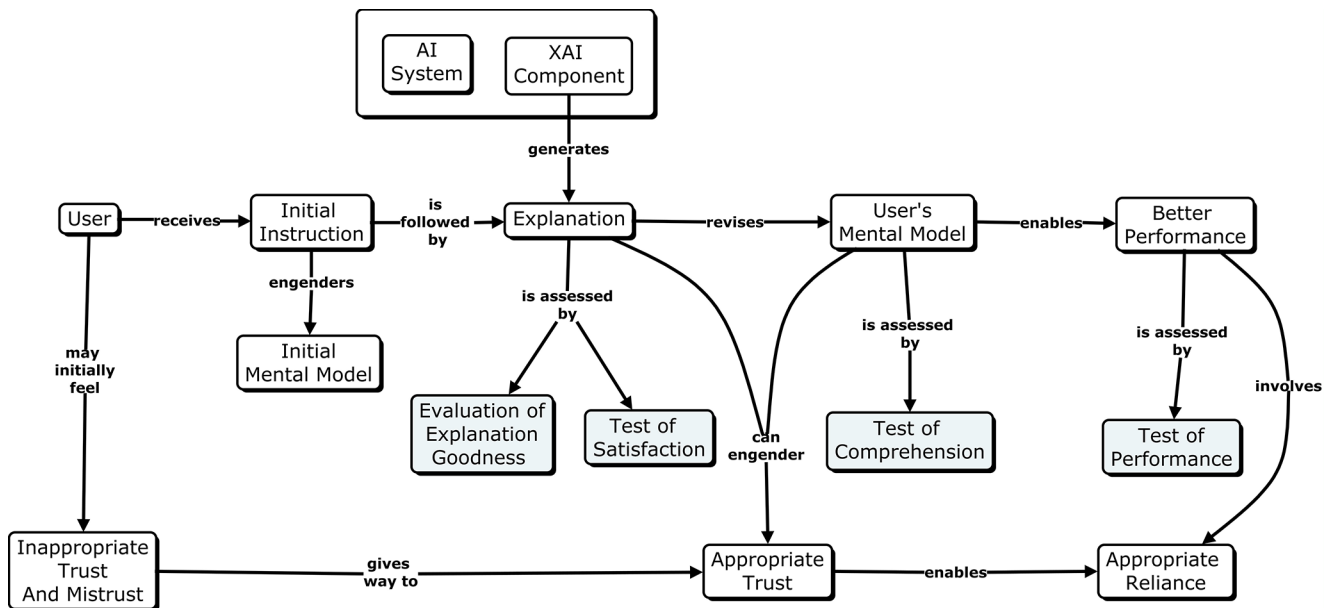 AI
System
XAI
Component
generates
User
receives
Initial
Instruction
is
followed
by
Explanation
revises
User's
Mental Model
enables
Better
Performance
engenders
is assessed
by
is assessed
by
is assessed
by
Initial
Mental Model
may
initially
feel
involves
Evaluation of
Explanation
Goodness
Test of
Satisfaction
can
engender
Test of
Comprehension
Test of
Performance
Inappropriate
Trust
And Mistrust
gives
way to
Appropriate
Trust
enables
Appropriate
Reliance